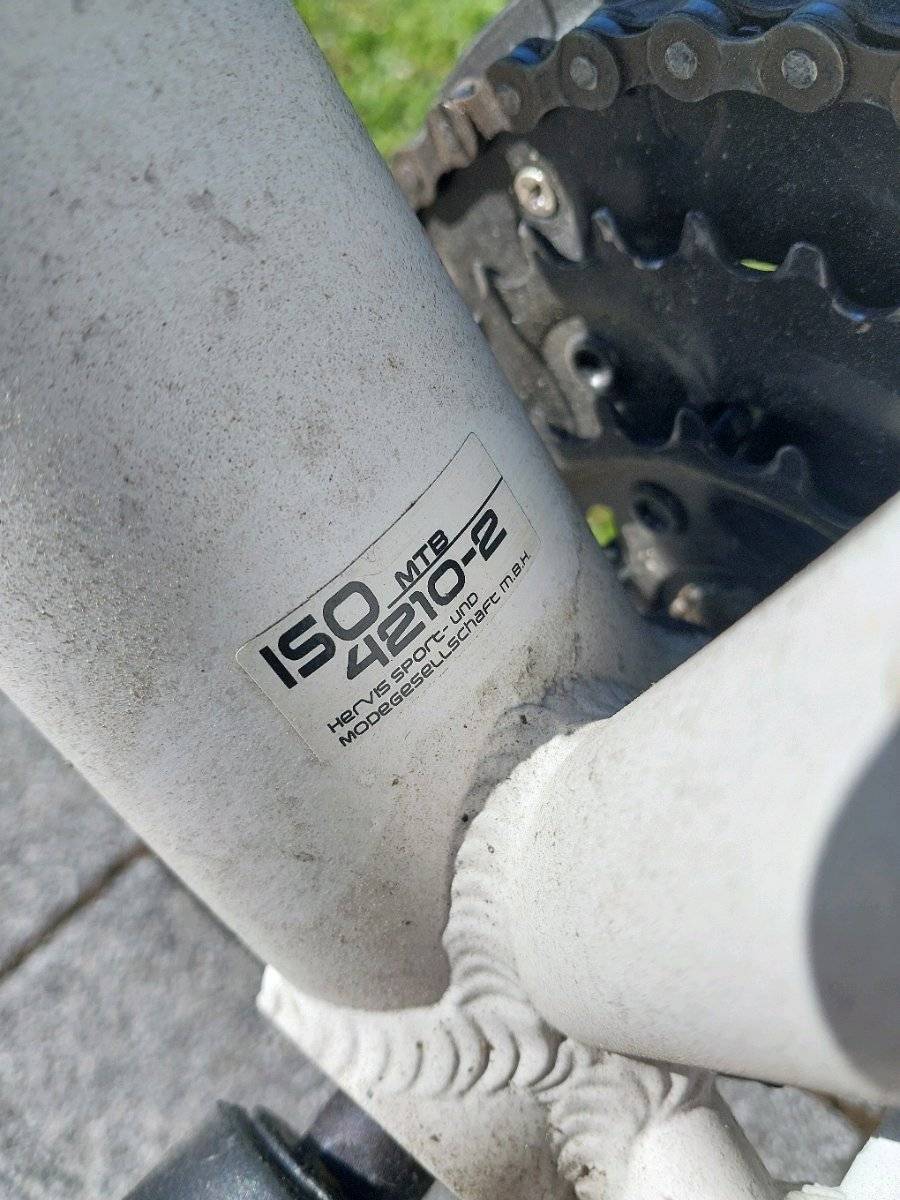 ISO MTB
4210-2
HERVIS SPORT- UND
MODEGESELLSCHAFT M.B.H.